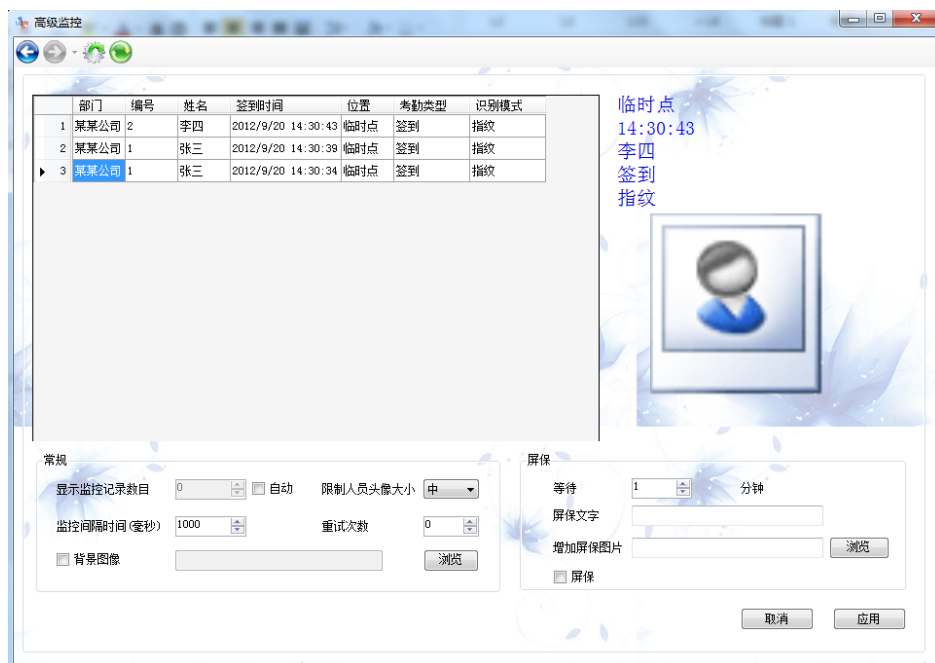 高级监控
部门 编号 姓名 签到时间 位置 考勤类型 识别模式
1 某某公司 2 李四 2012/9/20 14:30:43 临时点 签到 指纹
2 某某公司 1 张三 2012/9/20 14:30:39 临时点 签到 指纹
3 某某公司 1 张三 2012/9/20 14:30:34 临时点 签到 指纹
临时点
14:30:43
李四
签到
指纹
常规
显示监控记录数目 0 自动 限制人员头像大小 中
监控间隔时间(毫秒) 1000 重试次数 0
背景图像 浏览
屏保
等待 1 分钟
屏保文字
增加屏保图片 浏览
屏保
取消 应用